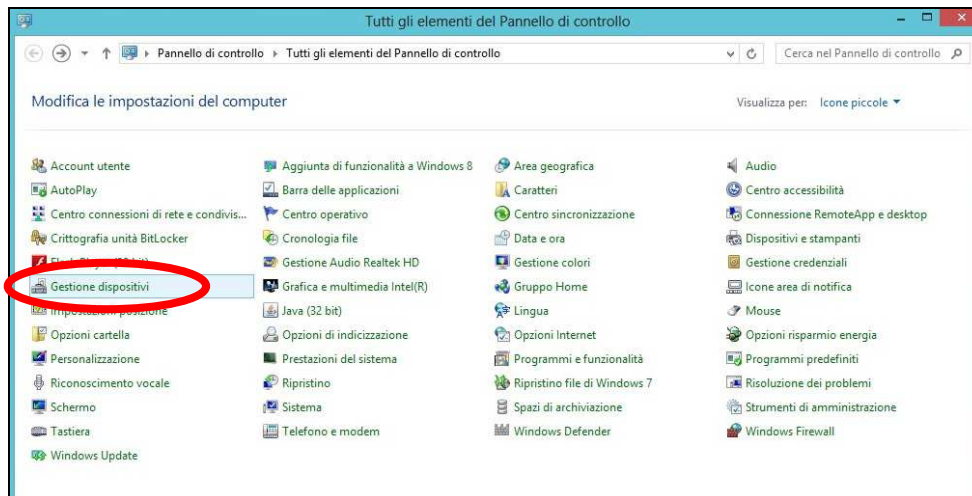 Tutti gli elementi del Pannello di controllo
Pannello di controllo Tutti gli elementi del Pannello di controllo Cerca nel Pannello di controllo
Modifica le impostazioni del computer Visualizza per: Icone piccole
Account utente Aggiunta di funzionalità a Windows 8 Area geografica Audio
AutoPlay Barra delle applicazioni Caratteri Centro accessibilità
Centro connessioni di rete e condivis... Centro operativo Centro sincronizzazione Connessione RemoteApp e desktop
Crittografia unità BitLocker Cronologia file Data e ora Dispositivi e stampanti
Gestione Audio Realtek HD Gestione colori Gestione credenziali
Gestione dispositivi Grafica e multimedia Intel(R) Gruppo Home Icone area di notifica
Impostazioni posizione Java (32 bit) Lingua Mouse
Opzioni cartella Opzioni di indicizzazione Opzioni Internet Opzioni risparmio energia
Personalizzazione Prestazioni del sistema Programmi e funzionalità Programmi predefiniti
Riconoscimento vocale Ripristino Ripristino file di Windows 7 Risoluzione dei problemi
Schermo Sistema Spazi di archiviazione Strumenti di amministrazione
Tastiera Telefono e modem Windows Defender Windows Firewall
Windows Update